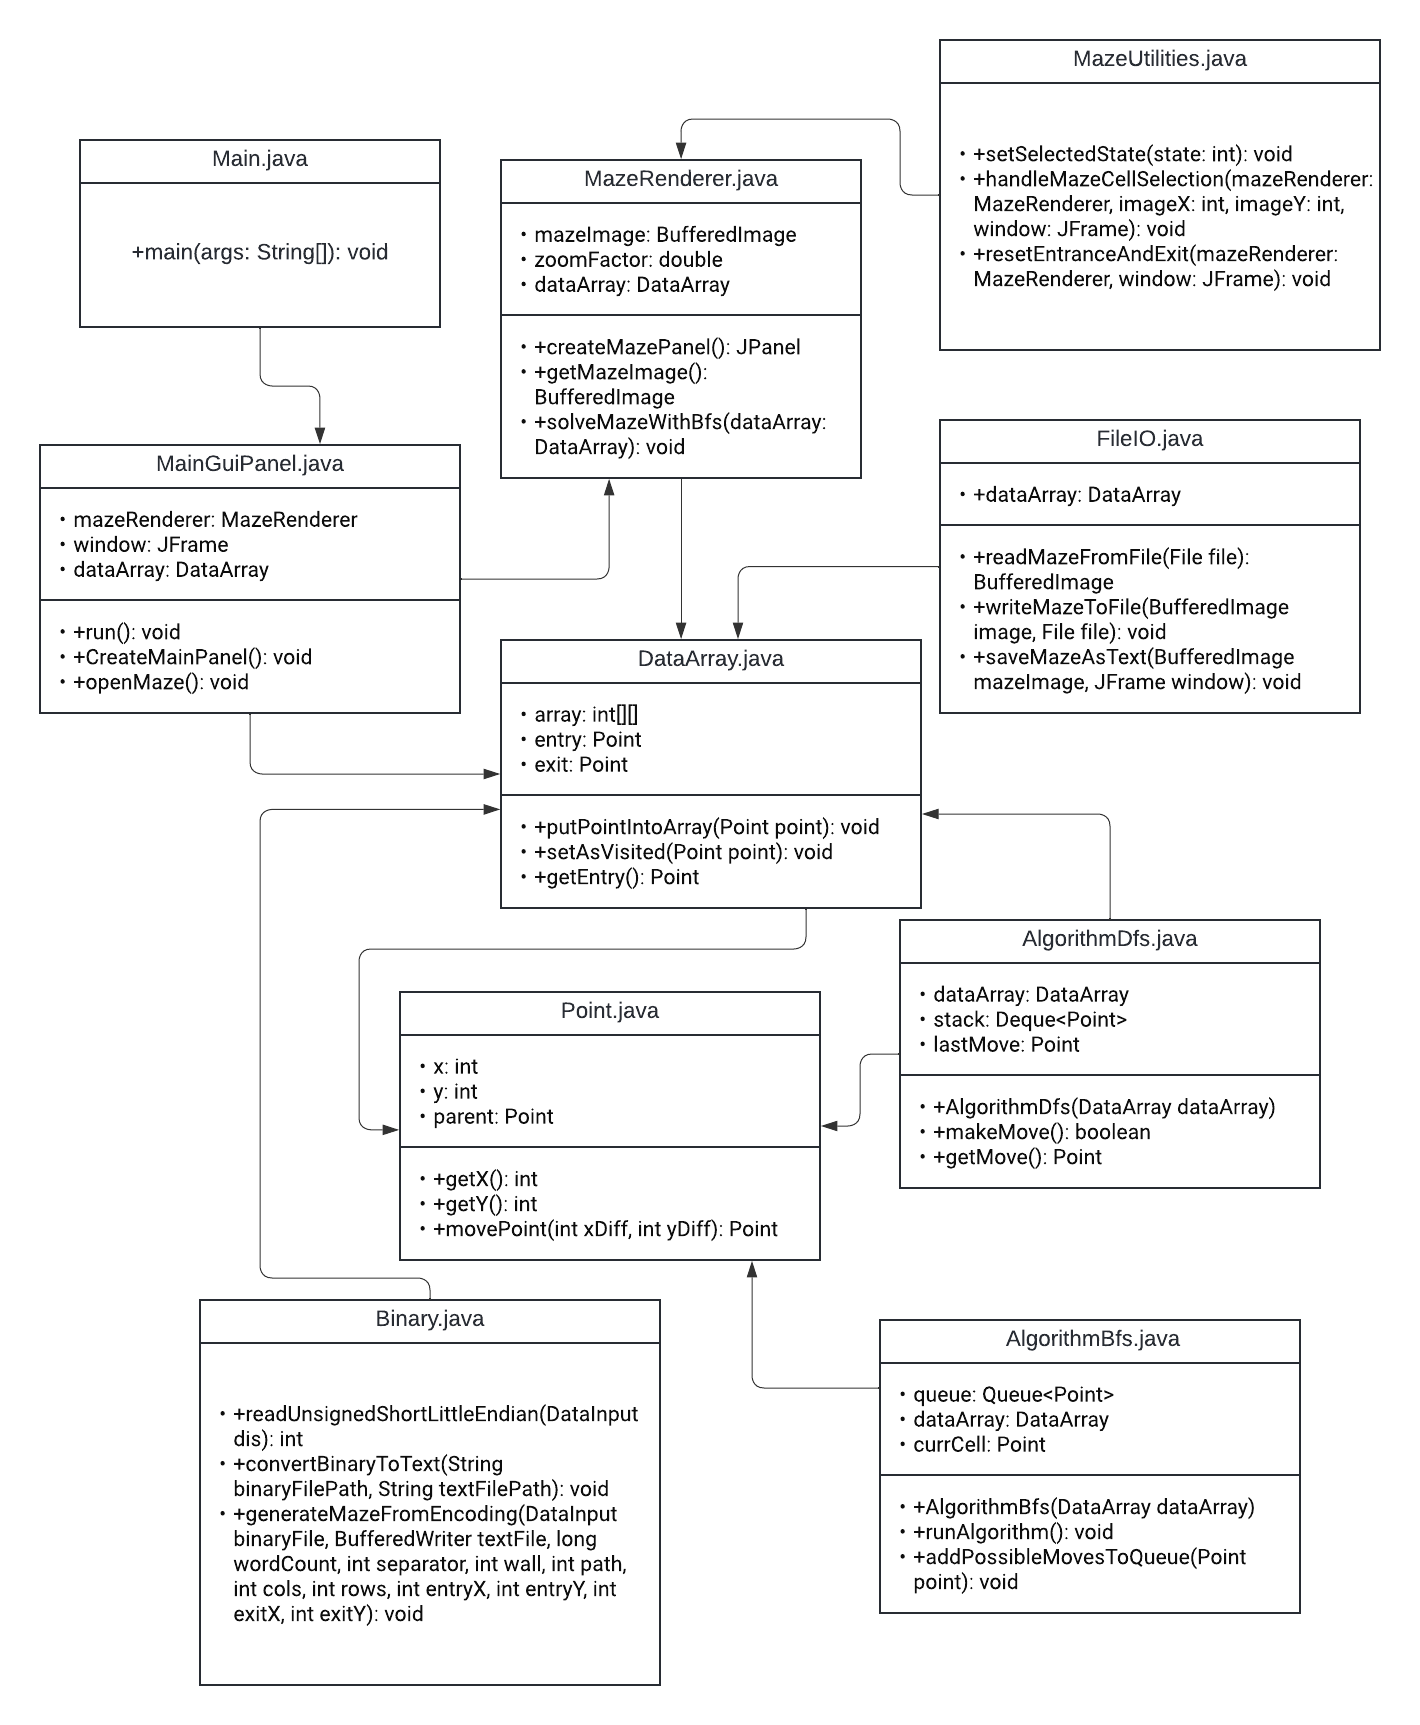 MazeUtilities.java
• +setSelectedState(state: int): void
• +handleMazeCellSelection(mazeRenderer:
MazeRenderer, imageX: int, imageY: int,
window: JFrame): void
• +resetEntranceAndExit(mazeRenderer:
MazeRenderer, window: JFrame): void
Main.java
+main(args: String[]): void
MazeRenderer.java
• mazeImage: BufferedImage
• zoomFactor: double
• dataArray: DataArray
• +createMazePanel(): JPanel
• +getMazeImage():
BufferedImage
• +solveMazeWithBfs(dataArray:
DataArray): void
FileIO.java
• +dataArray: DataArray
• +readMazeFromFile(File file):
BufferedImage
• +writeMazeToFile(BufferedImage
image, File file): void
• +saveMazeAsText(BufferedImage
mazeImage, JFrame window): void
MainGuiPanel.java
• mazeRenderer: MazeRenderer
• window: JFrame
• dataArray: DataArray
• +run(): void
• +CreateMainPanel(): void
• +openMaze(): void
DataArray.java
• array: int[][]
• entry: Point
• exit: Point
• +putPointIntoArray(Point point): void
• +setAsVisited(Point point): void
• +getEntry(): Point
AlgorithmDfs.java
• dataArray: DataArray
• stack: Deque<Point>
• lastMove: Point
• +AlgorithmDfs(DataArray dataArray)
• +makeMove(): boolean
• +getMove(): Point
Point.java
• x: int
• y: int
• parent: Point
• +getX(): int
• +getY(): int
• +movePoint(int xDiff, int yDiff): Point
Binary.java
• +readUnsignedShortLittleEndian(DataInput
dis): int
• +convertBinaryToText(String
binaryFilePath, String textFilePath): void
• +generateMazeFromEncoding(DataInput
binaryFile, BufferedWriter textFile, long
wordCount, int separator, int wall, int path,
int cols, int rows, int entryX, int entryY, int
exitX, int exitY): void
AlgorithmBfs.java
• queue: Queue<Point>
• dataArray: DataArray
• currCell: Point
• +AlgorithmBfs(DataArray dataArray)
• +runAlgorithm(): void
• +addPossibleMovesToQueue(Point
point): void